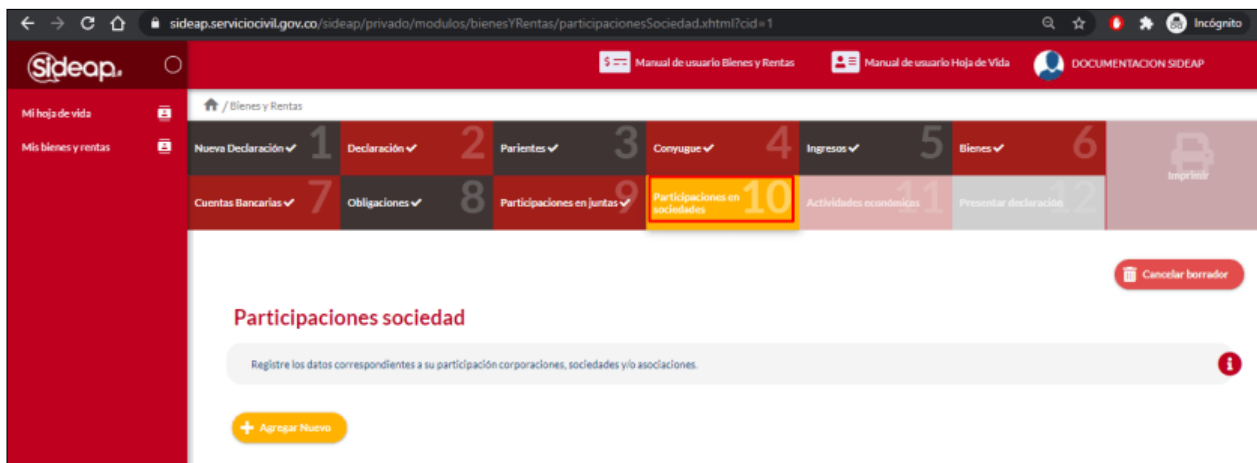 sideap.serviciocivil.gov.co/sideap/privado/modulos/bienesYRentas/participacionesSociedad.xhtml?cid=1
Incógnito
Sideap.
Manual de usuario Bienes y Rentas
Manual de usuario Hoja de Vida
DOCUMENTACION SIDEAP
Mi hoja de vida
Mis bienes y rentas
/ Bienes y Rentas
Nueva Declaración ✔ 1
Declaración ✔ 2
Parientes ✔ 3
Conyugue ✔ 4
Ingresos ✔ 5
Bienes ✔ 6
Imprimir
Cuentas Bancarias ✔ 7
Obligaciones ✔ 8
Participaciones en juntas ✔ 9
Participaciones en
sociedades 10
Actividades económicas 11
Presentar declaración 12
Cancelar borrador
Participaciones sociedad
Registre los datos correspondientes a su participación corporaciones, sociedades y/o asociaciones.
Agregar Nuevo